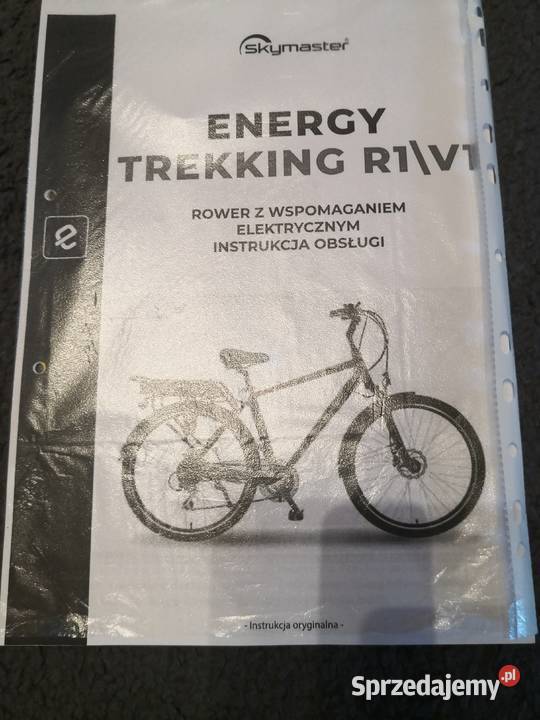 Skymaster
ENERGY
TREKKING R1\V1
ROWER Z WSPOMAGANIEM
ELEKTRYCZNYM
INSTRUKCJA OBSŁUGI
- Instrukcja oryginalna -
Sprzedajemy.pl